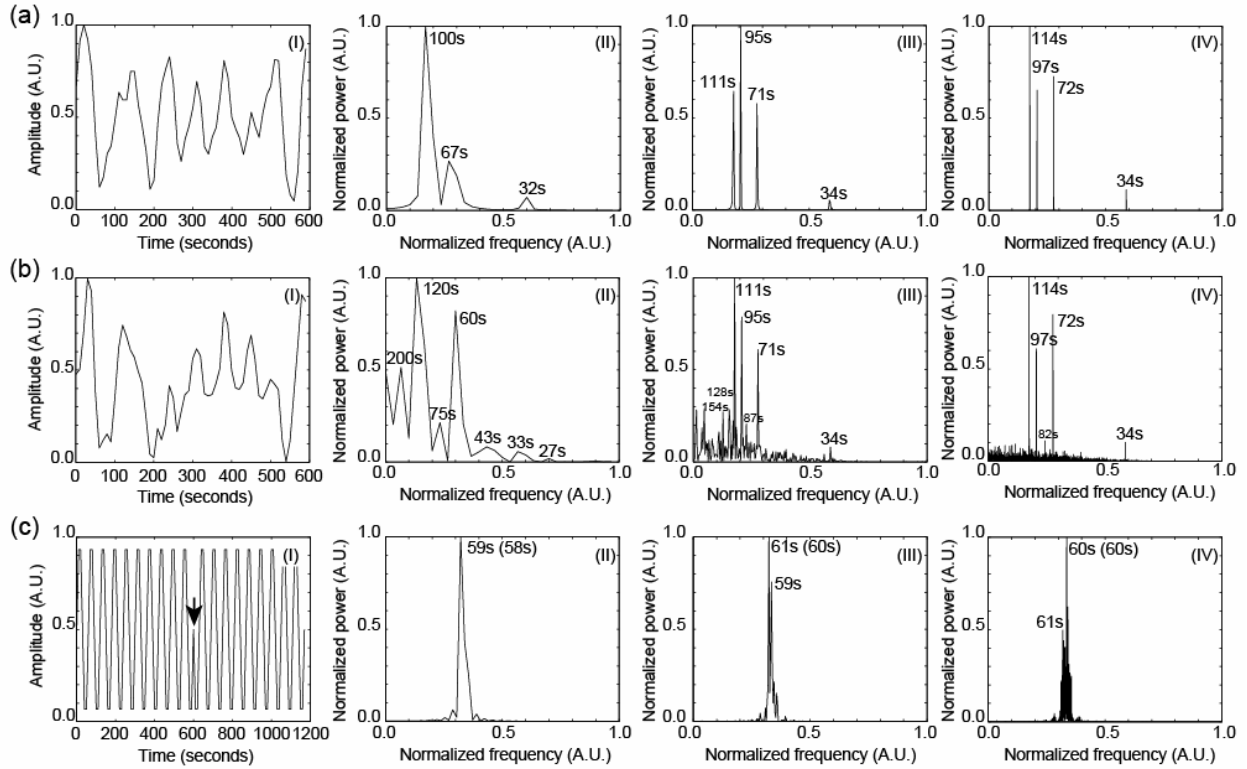 (a)
(I)
Amplitude (A.U.)
1.0
0.5
0.0
0 100 200 300 400 500 600
Time (seconds)
(II)
Normalized power (A.U.)
1.0
0.5
0.0
100s
67s
32s
0.0 0.5 1.0
Normalized frequency (A.U.)
(III)
Normalized power (A.U.)
1.0
0.5
0.0
95s
111s
71s
34s
0.0 0.5 1.0
Normalized frequency (A.U.)
(IV)
Normalized power (A.U.)
1.0
0.5
0.0
114s
97s
72s
34s
0.0 0.5 1.0
Normalized frequency (A.U.)
(b)
(I)
Amplitude (A.U.)
1.0
0.5
0.0
0 100 200 300 400 500 600
Time (seconds)
(II)
Normalized power (A.U.)
1.0
0.5
0.0
120s
60s
200s
75s
43s
33s
27s
0.0 0.5 1.0
Normalized frequency (A.U.)
(III)
Normalized power (A.U.)
1.0
0.5
0.0
111s
95s
71s
128s
154s
87s
34s
0.0 0.5 1.0
Normalized frequency (A.U.)
(IV)
Normalized power (A.U.)
1.0
0.5
0.0
114s
97s
72s
82s
34s
0.0 0.5 1.0
Normalized frequency (A.U.)
(c)
(I)
Amplitude (A.U.)
1.0
0.5
0.0
0 200 400 600 800 1000 1200
Time (seconds)
(II)
Normalized power (A.U.)
1.0
0.5
0.0
59s (58s)
0.0 0.5 1.0
Normalized frequency (A.U.)
(III)
Normalized power (A.U.)
1.0
0.5
0.0
61s (60s)
59s
0.0 0.5 1.0
Normalized frequency (A.U.)
(IV)
Normalized power (A.U.)
1.0
0.5
0.0
60s (60s)
61s
0.0 0.5 1.0
Normalized frequency (A.U.)